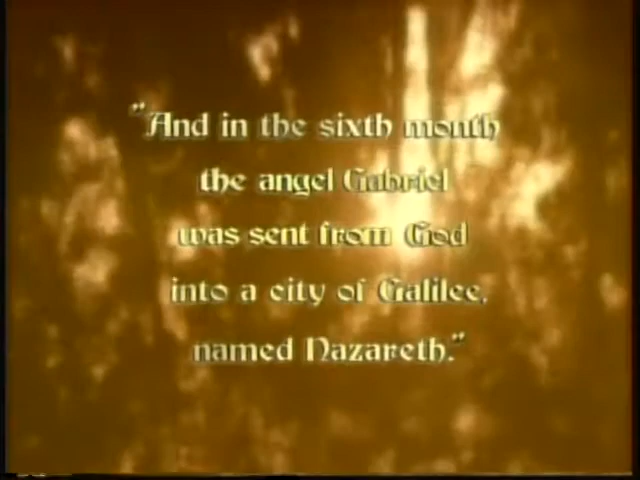 "And in the sixth month
the angel Gabriel
was sent from God
into a city of Galilee,
named Nazareth."